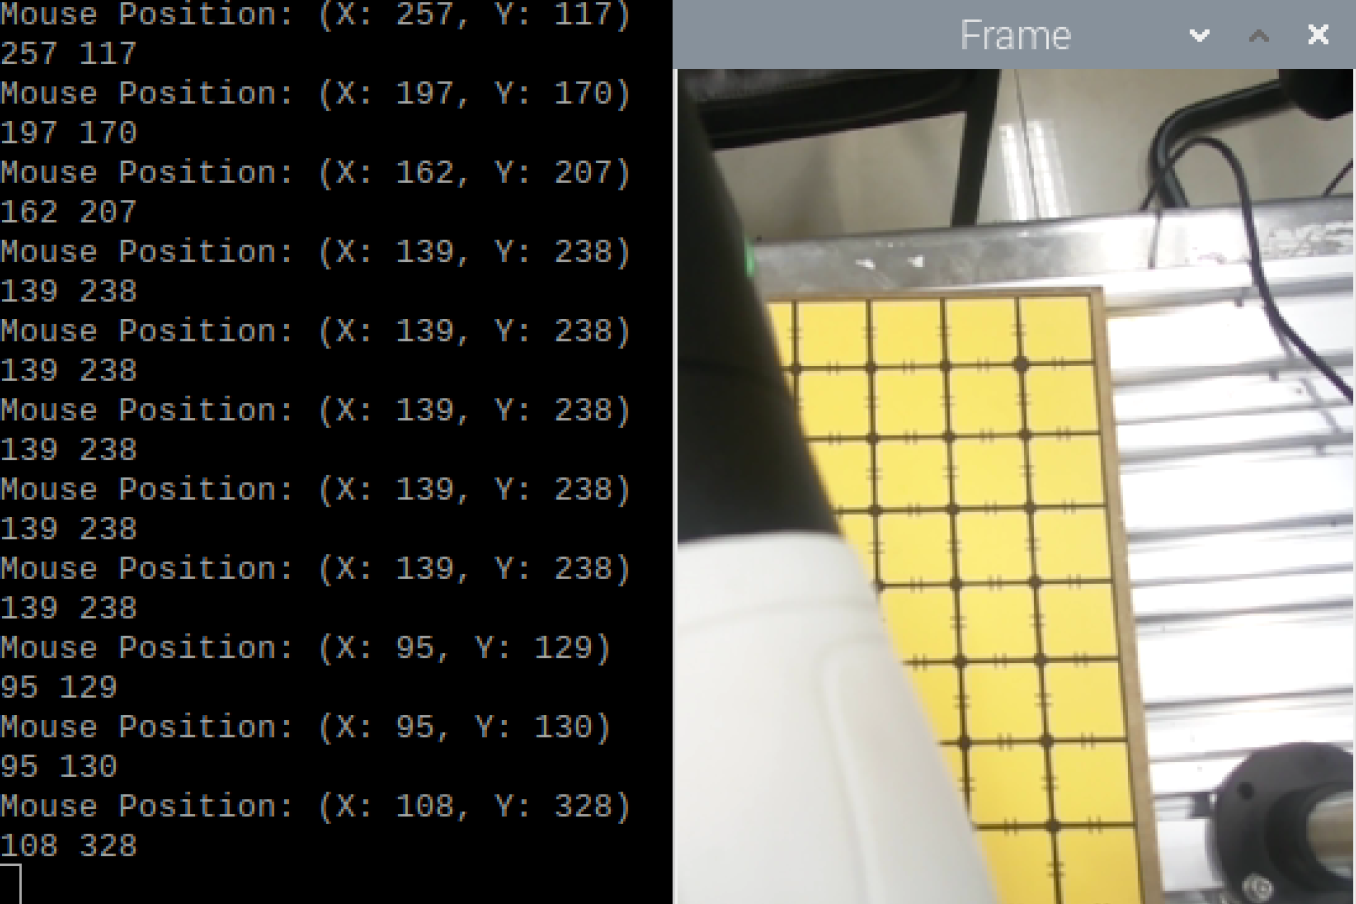 Mouse Position: (X: 257, Y: 117)
257 117
Mouse Position: (X: 197, Y: 170)
197 170
Mouse Position: (X: 162, Y: 207)
162 207
Mouse Position: (X: 139, Y: 238)
139 238
Mouse Position: (X: 139, Y: 238)
139 238
Mouse Position: (X: 139, Y: 238)
139 238
Mouse Position: (X: 139, Y: 238)
139 238
Mouse Position: (X: 139, Y: 238)
139 238
Mouse Position: (X: 95, Y: 129)
95 129
Mouse Position: (X: 95, Y: 130)
95 130
Mouse Position: (X: 108, Y: 328)
108 328
Frame